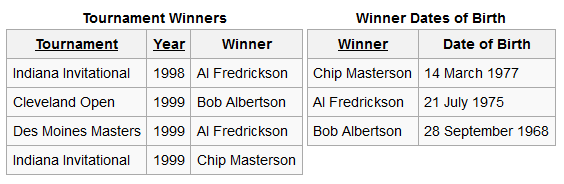 Tournament Winners
Tournament Year Winner
Indiana Invitational 1998 Al Fredrickson
Cleveland Open 1999 Bob Albertson
Des Moines Masters 1999 Al Fredrickson
Indiana Invitational 1999 Chip Masterson
Winner Dates of Birth
Winner Date of Birth
Chip Masterson 14 March 1977
Al Fredrickson 21 July 1975
Bob Albertson 28 September 1968